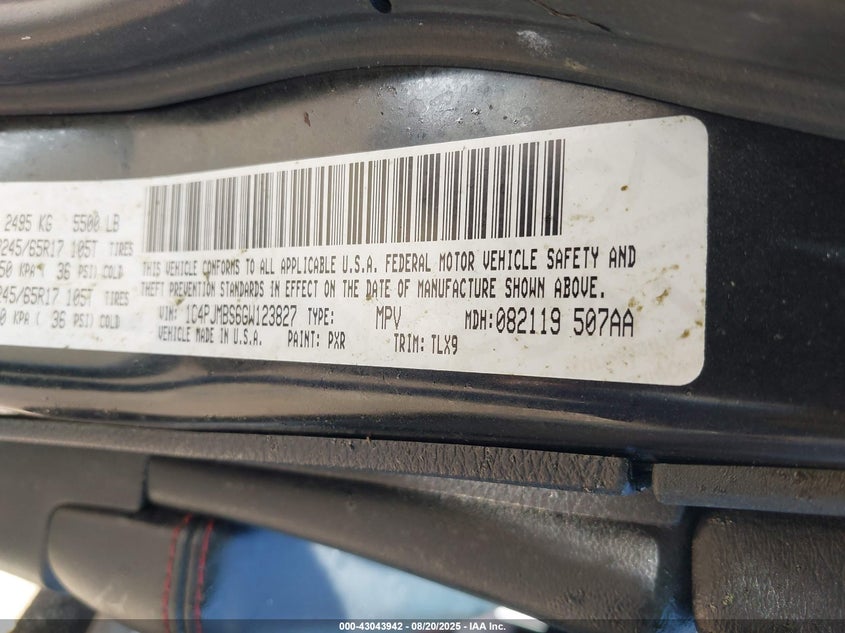 2495 KG 5500 LB
245/65R17 105T TIRES
50 KPA( 36 PSI) COLD
245/65R17 105T TIRES
0 KPA ( 36 PSI) COLD
THIS VEHICLE CONFORMS TO ALL APPLICABLE U.S.A. FEDERAL MOTOR VEHICLE SAFETY AND
THEFT PREVENTION STANDARDS IN EFFECT ON THE DATE OF MANUFACTURE SHOWN ABOVE.
VIN: 1C4PJMBS6GW123827 TYPE: MPV MDH:082119 507AA
VEHICLE MADE IN U.S.A. PAINT: PXR TRIM: TLX9
000-43043942 - 08/20/2025 - IAA Inc.